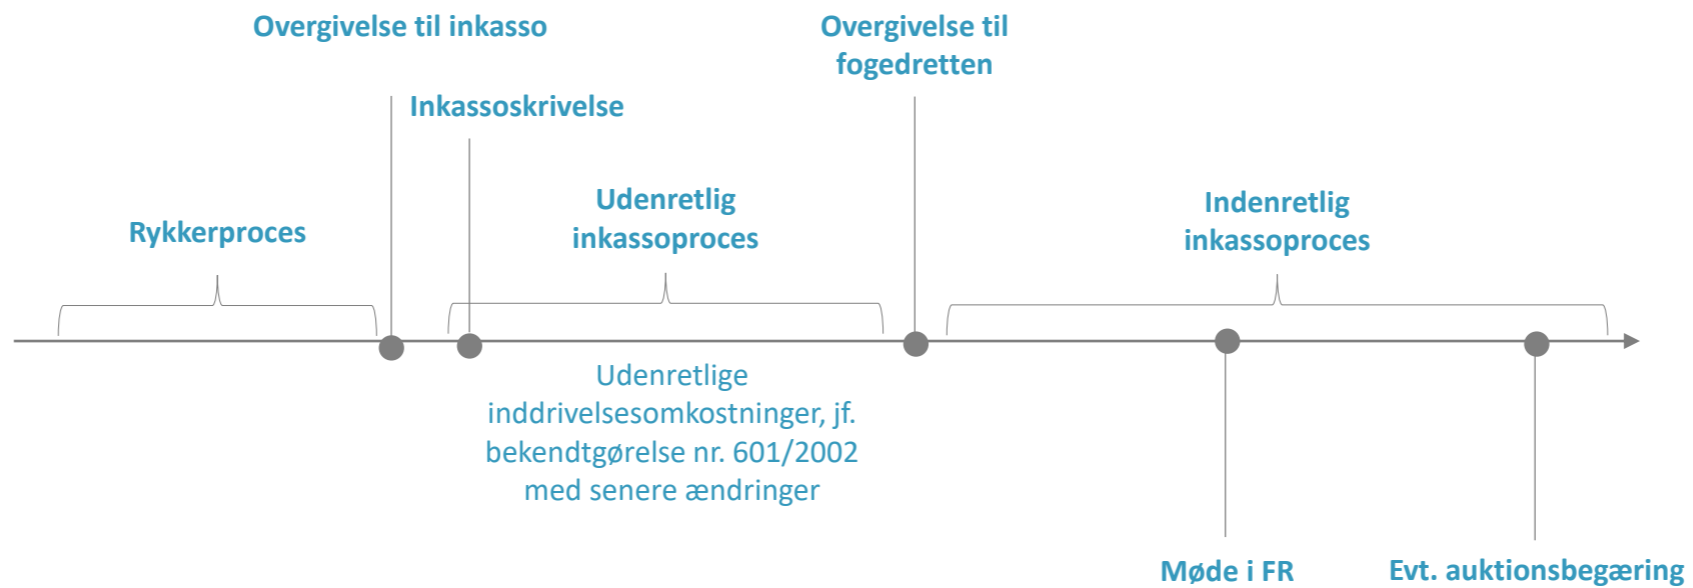 Overgivelse til inkasso
Overgivelse til
fogedretten
Inkassoskrivelse
Rykkerproces
Udenretlig
inkassoproces
Indenretlig
inkassoproces
Udenretlige
inddrivelsesomkostninger, jf.
bekendtgørelse nr. 601/2002
med senere ændringer
Møde i FR
Evt. auktionsbegæring